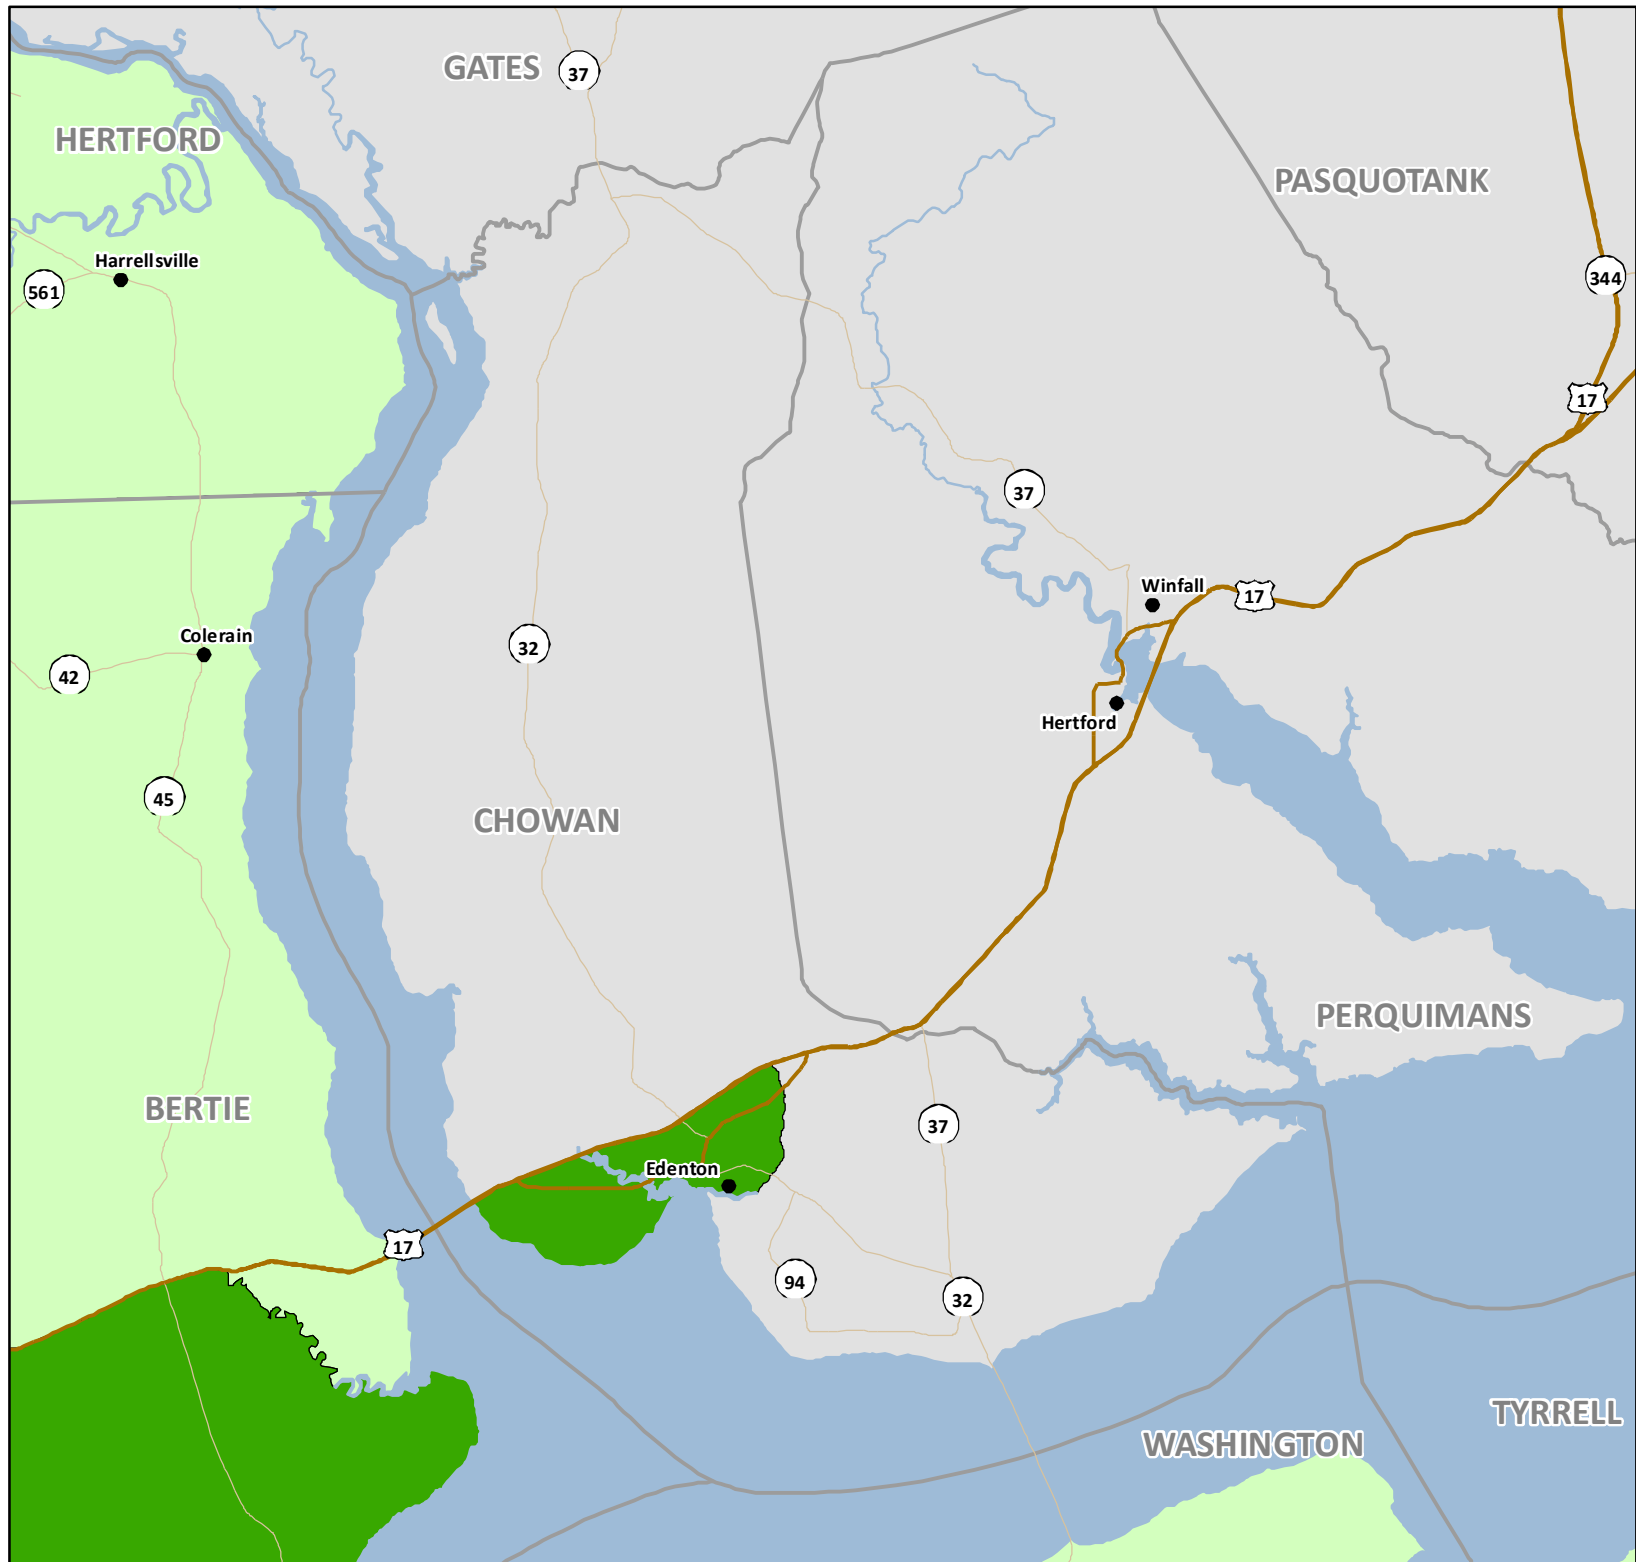 GATES
37
HERTFORD
PASQUOTANK
Harrellsville
561
344
17
37
Winfall
17
Colerain
32
42
Hertford
45
CHOWAN
PERQUIMANS
BERTIE
37
Edenton
17
94
32
TYRRELL
WASHINGTON